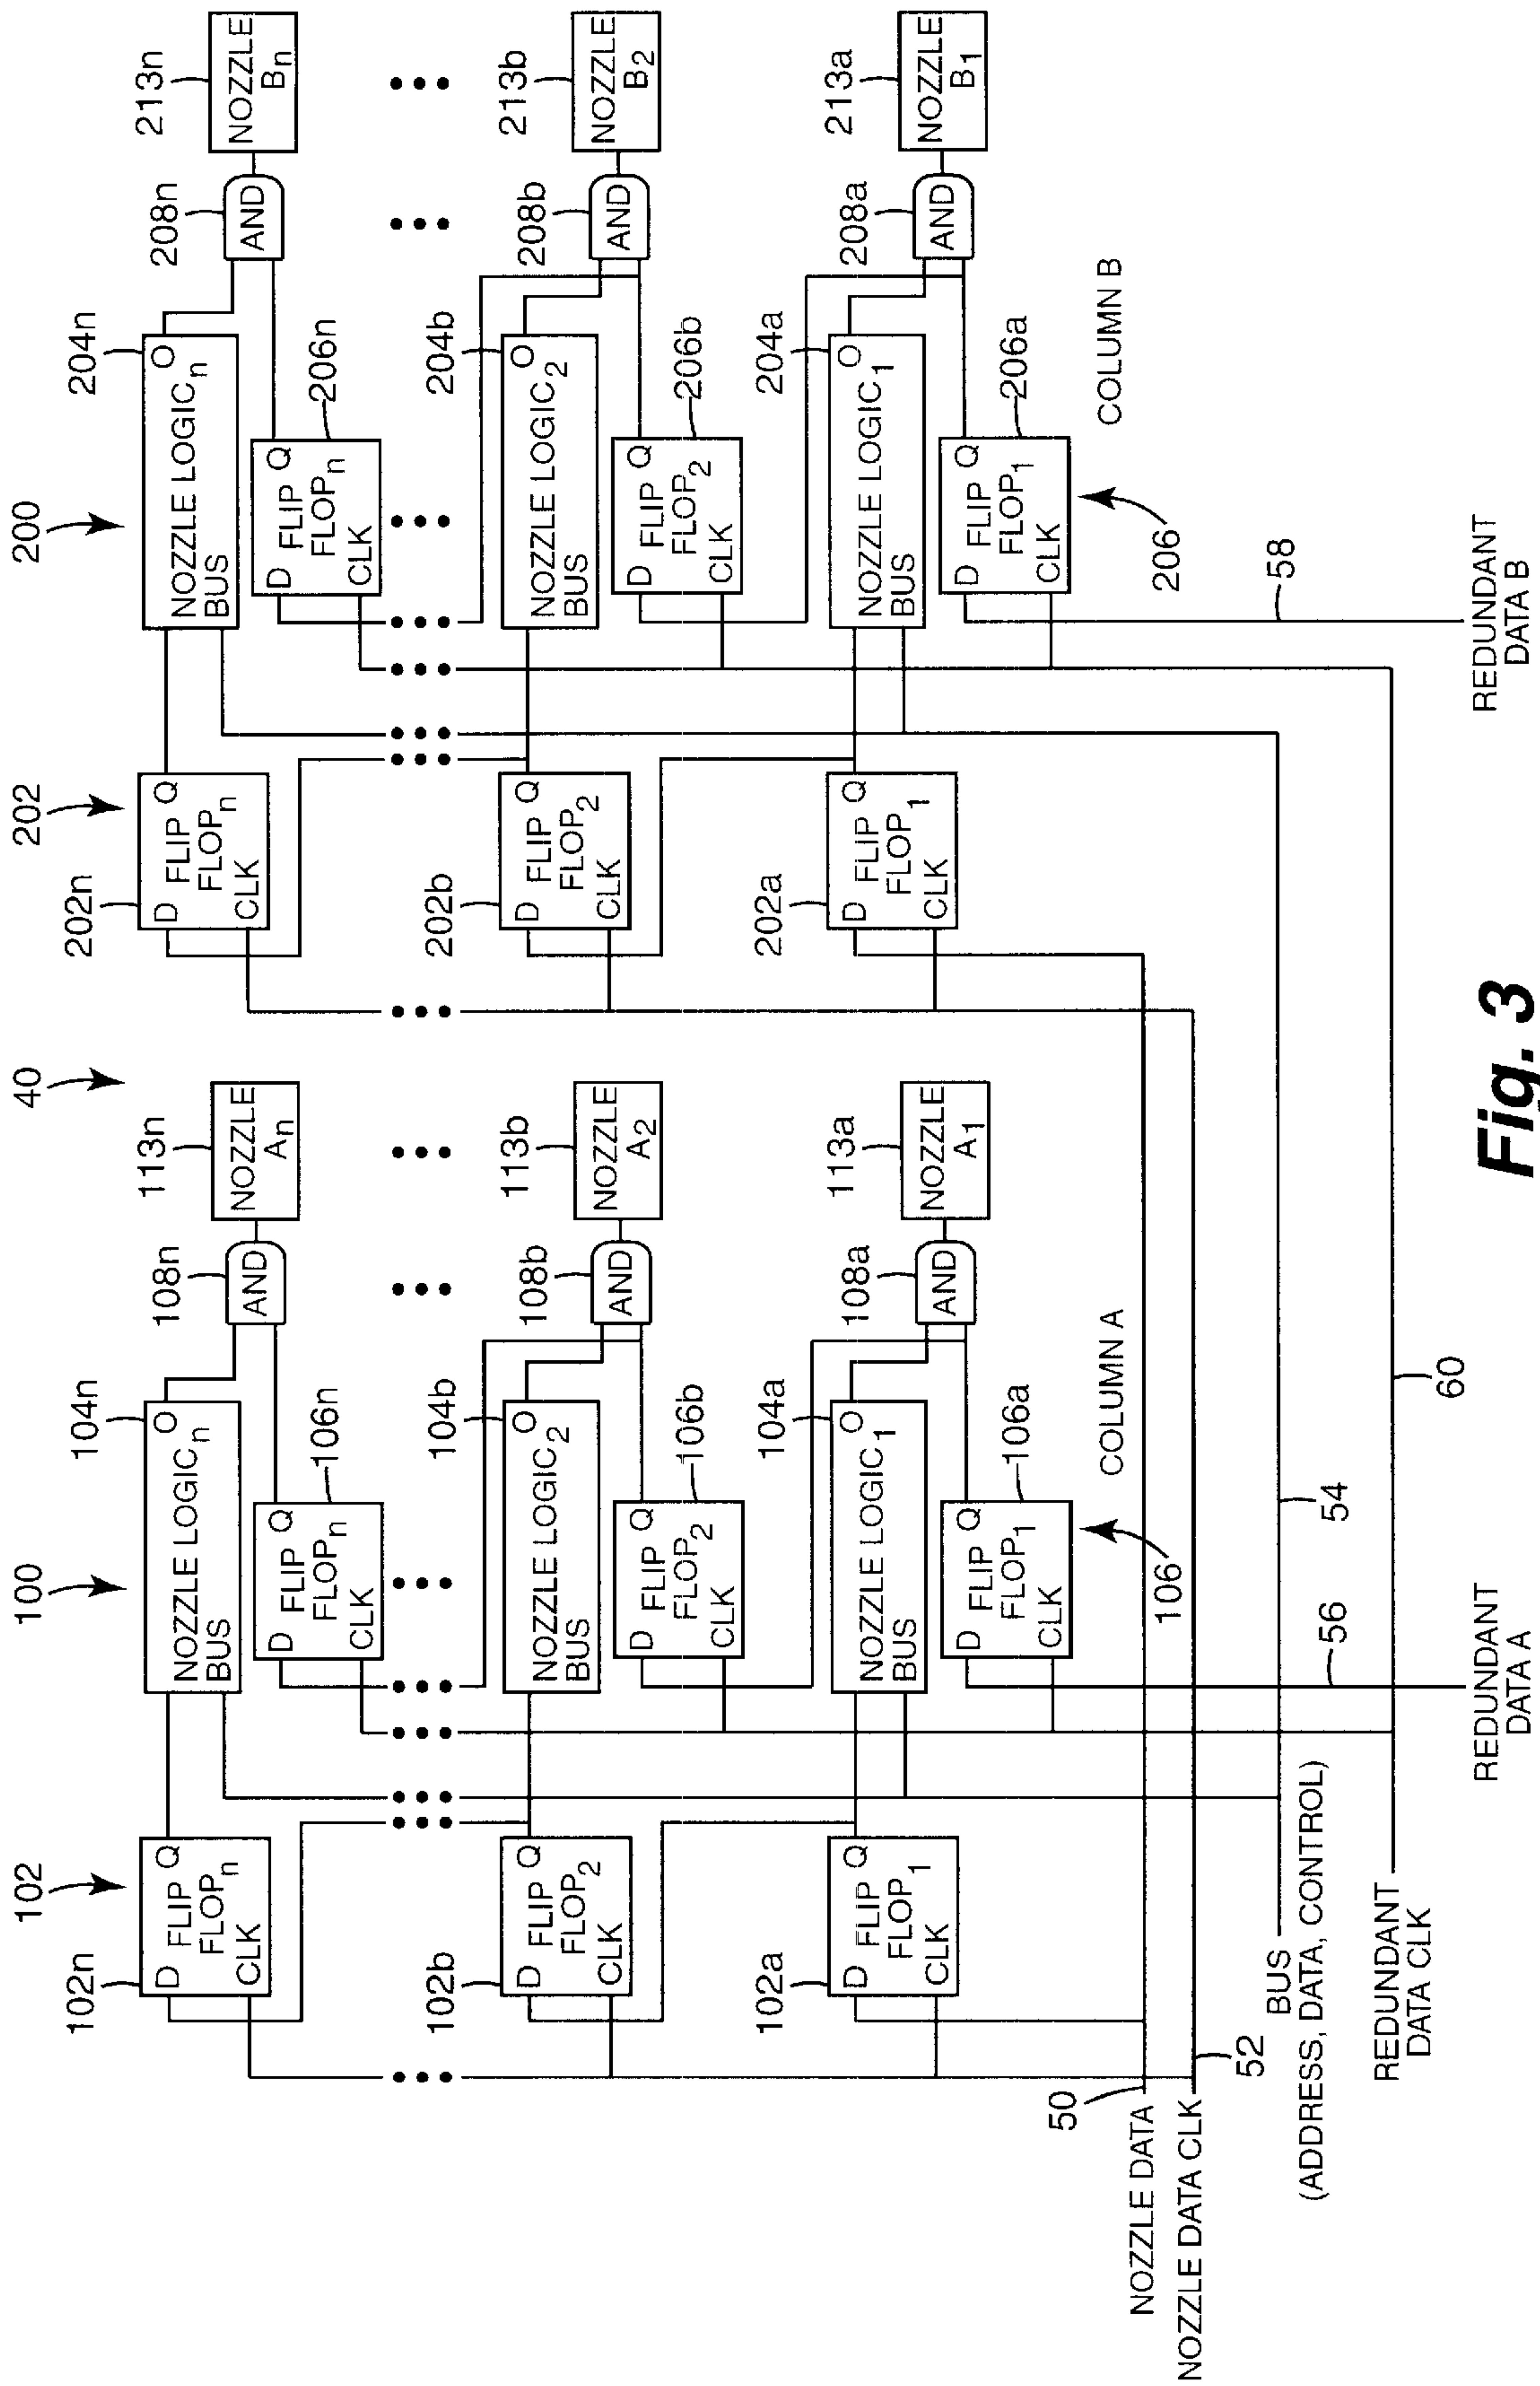 40
100
102
102n
D
Q
FLIP
FLOPn
CLK
104n
NOZZLE LOGICn
O
BUS
106n
D
Q
FLIP
FLOPn
CLK
108n
AND
113n
NOZZLE
An
102b
D
Q
FLIP
FLOP2
CLK
104b
NOZZLE LOGIC2
O
BUS
106b
D
Q
FLIP
FLOP2
CLK
108b
AND
113b
NOZZLE
A2
102a
D
Q
FLIP
FLOP1
CLK
104a
NOZZLE LOGIC1
O
BUS
106a
D
Q
FLIP
FLOP1
CLK
106
108a
AND
113a
NOZZLE
A1
COLUMN A
200
202
202n
D
Q
FLIP
FLOPn
CLK
204n
NOZZLE LOGICn
O
BUS
206n
D
Q
FLIP
FLOPn
CLK
208n
AND
213n
NOZZLE
Bn
202b
D
Q
FLIP
FLOP2
CLK
204b
NOZZLE LOGIC2
O
BUS
206b
D
Q
FLIP
FLOP2
CLK
208b
AND
213b
NOZZLE
B2
202a
D
Q
FLIP
FLOP1
CLK
204a
NOZZLE LOGIC1
O
BUS
206a
D
Q
FLIP
FLOP1
CLK
206
208a
AND
213a
NOZZLE
B1
COLUMN B
50
NOZZLE DATA
NOZZLE DATA CLK
52
BUS
(ADDRESS, DATA, CONTROL)
54
REDUNDANT
DATA CLK
60
56
REDUNDANT
DATA A
58
REDUNDANT
DATA B
Fig. 3